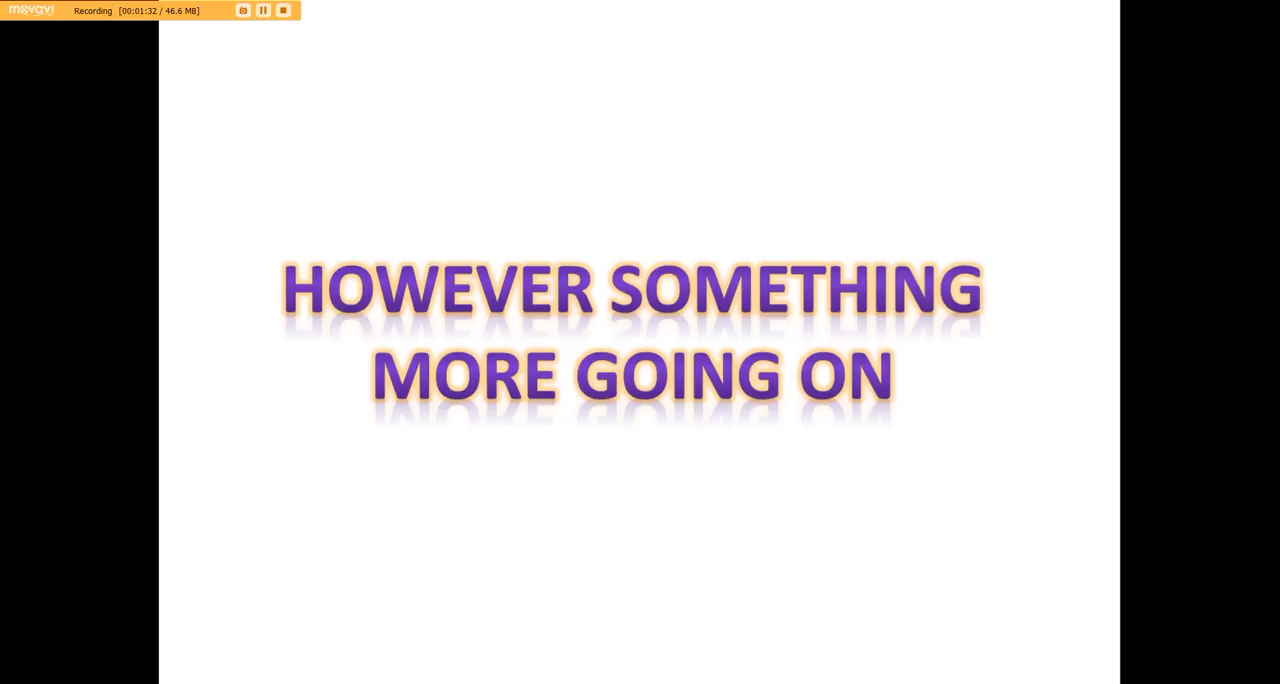 movavi Recording [00:01:32 / 46.6 MB]
HOWEVER SOMETHING
MORE GOING ON